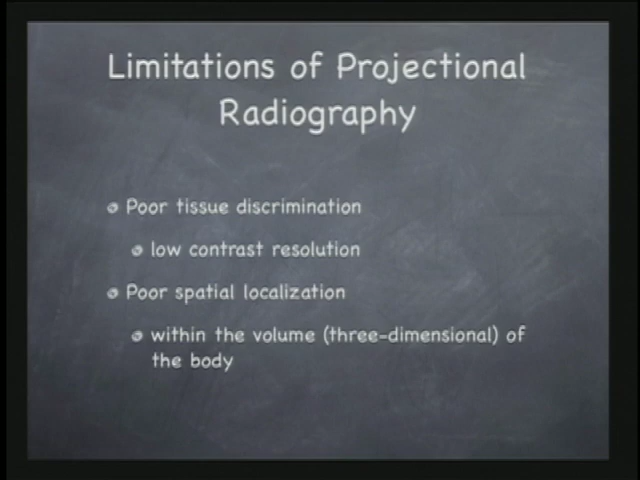 Limitations of Projectional
Radiography
Poor tissue discrimination
low contrast resolution
Poor spatial localization
within the volume (three-dimensional) of
the body